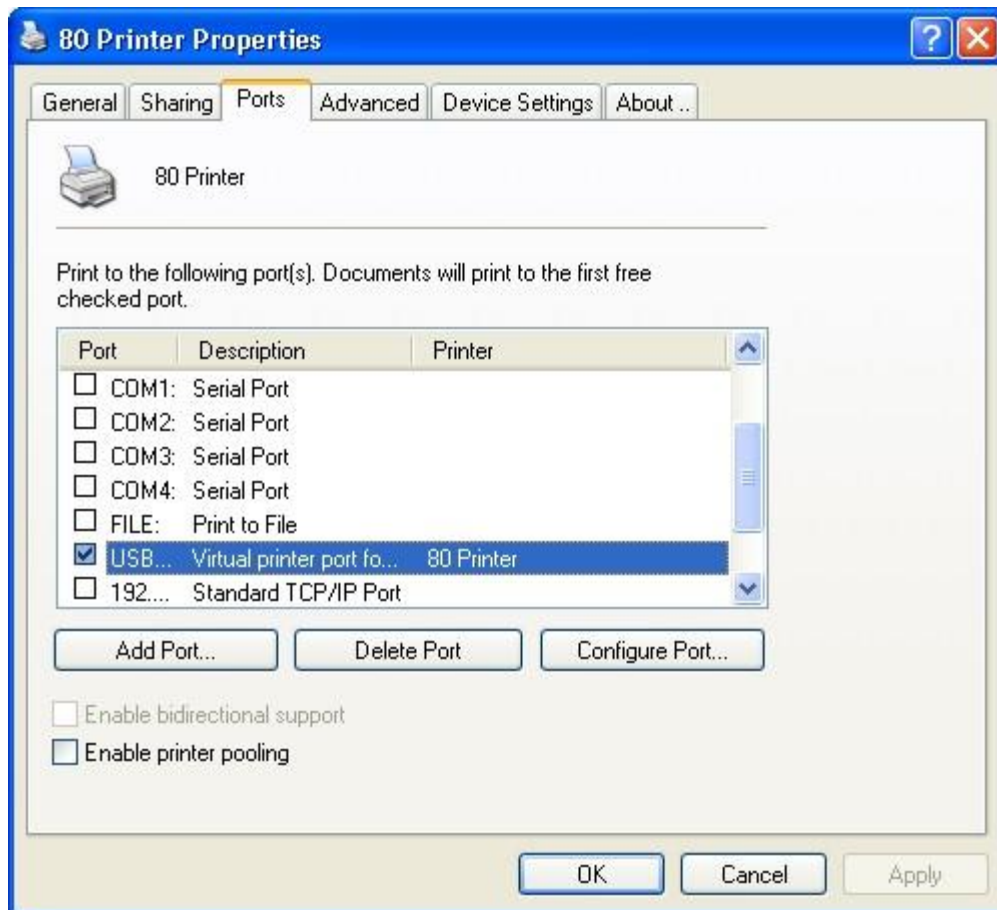 80 Printer Properties
General Sharing Ports Advanced Device Settings About ..
80 Printer
Print to the following port(s). Documents will print to the first free
checked port.
Port Description Printer
COM1: Serial Port
COM2: Serial Port
COM3: Serial Port
COM4: Serial Port
FILE: Print to File
USB... Virtual printer port fo... 80 Printer
192.... Standard TCP/IP Port
Add Port... Delete Port Configure Port...
Enable bidirectional support
Enable printer pooling
OK Cancel Apply